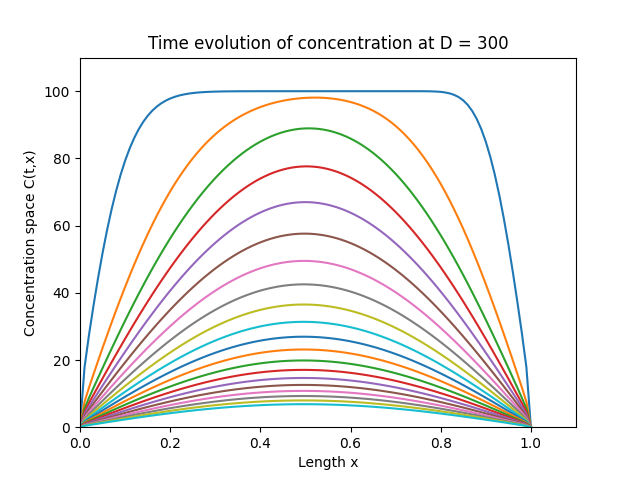 Time evolution of concentration at D = 300
Concentration space C(t,x)
100
80
60
40
20
0
0.0 0.2 0.4 0.6 0.8 1.0
Length x